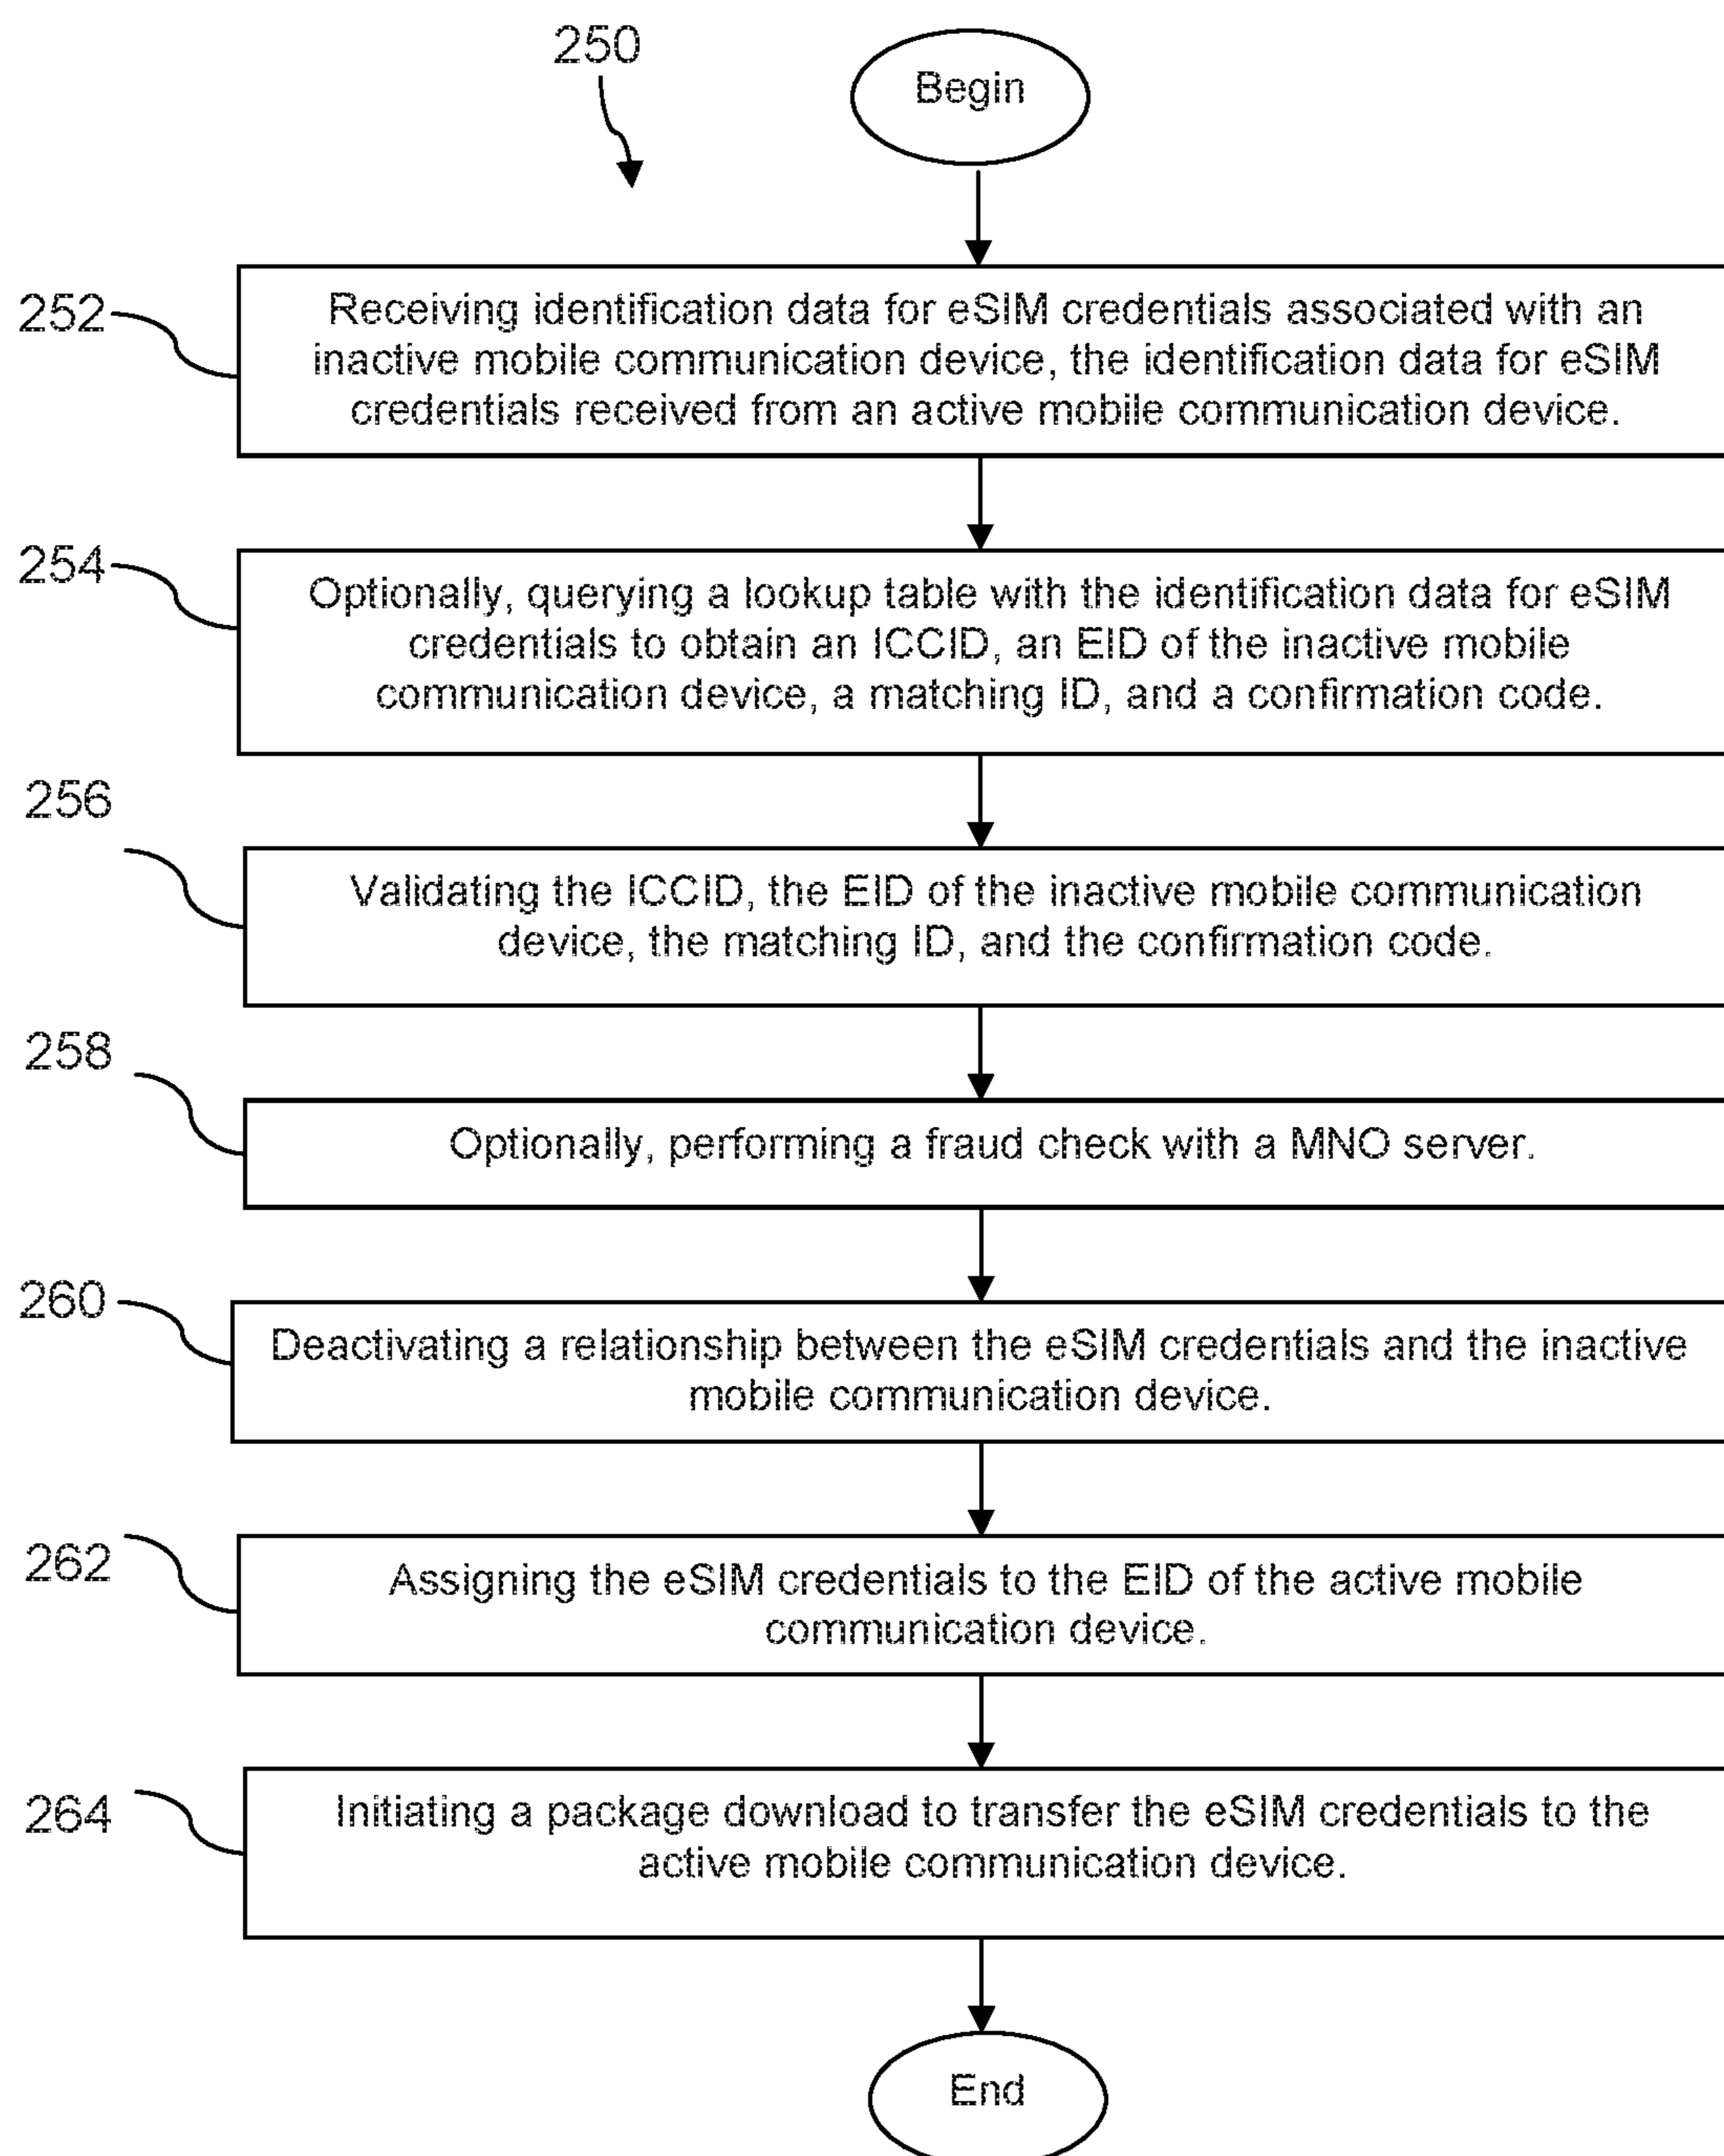 250
Begin
252
Receiving identification data for eSIM credentials associated with an
inactive mobile communication device, the identification data for eSIM
credentials received from an active mobile communication device.
254
Optionally, querying a lookup table with the identification data for eSIM
credentials to obtain an ICCID, an EID of the inactive mobile
communication device, a matching ID, and a confirmation code.
256
Validating the ICCID, the EID of the inactive mobile communication
device, the matching ID, and the confirmation code.
258
Optionally, performing a fraud check with a MNO server.
260
Deactivating a relationship between the eSIM credentials and the inactive
mobile communication device.
262
Assigning the eSIM credentials to the EID of the active mobile
communication device.
264
Initiating a package download to transfer the eSIM credentials to the
active mobile communication device.
End